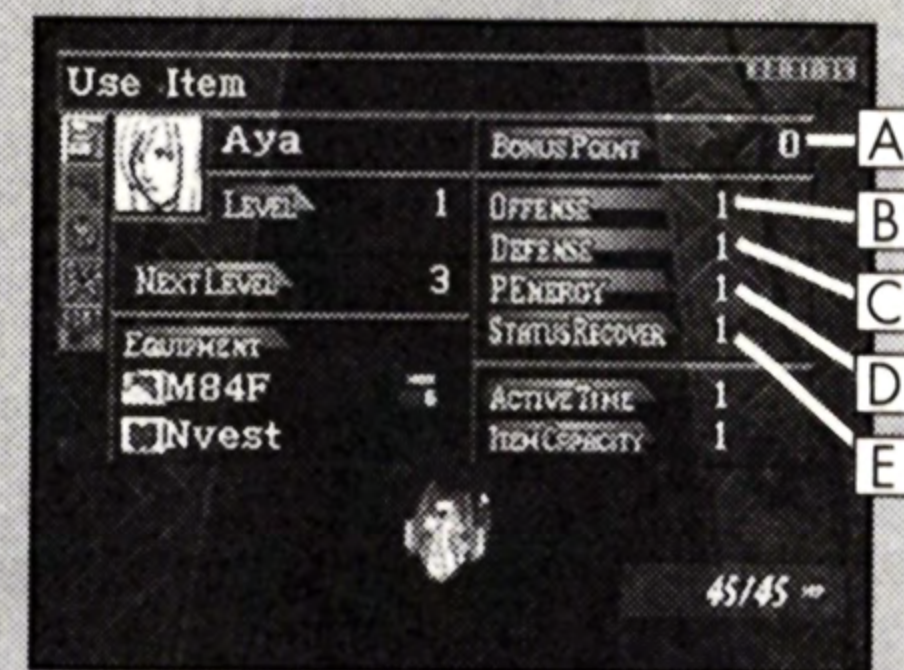 Use Item
Aya
BONUS POINT 0 A
LEVEL 1
OFFENSE 1 B
DEFENSE 1 C
NEXT LEVEL 3
P.ENERGY 1 D
STATUS RECOVER 1 E
EQUIPMENT
M84F
ACTIVE TIME 1
Nvest
ITEM CAPACITY 1
45/45